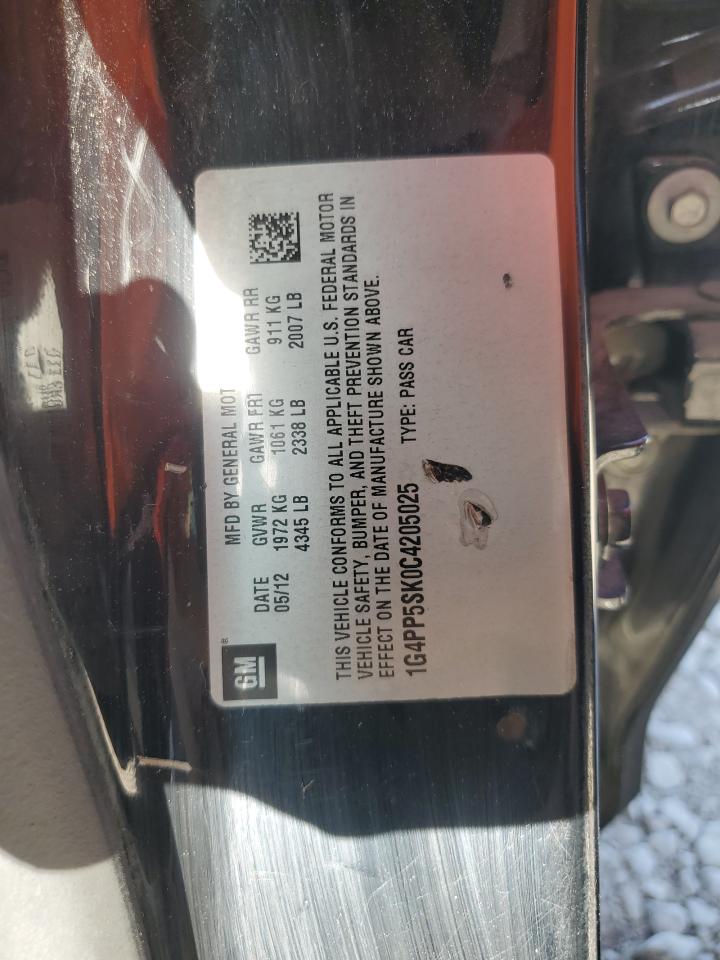 GM®
MFD BY GENERAL MOT
DATE GVWR GAWR FRT GAWR RR
05/12 1972 KG 1061 KG 911 KG
4345 LB 2338 LB 2007 LB
THIS VEHICLE CONFORMS TO ALL APPLICABLE U.S. FEDERAL MOTOR
VEHICLE SAFETY, BUMPER, AND THEFT PREVENTION STANDARDS IN
EFFECT ON THE DATE OF MANUFACTURE SHOWN ABOVE.
1G4PP5SK0C4205025 TYPE: PASS CAR